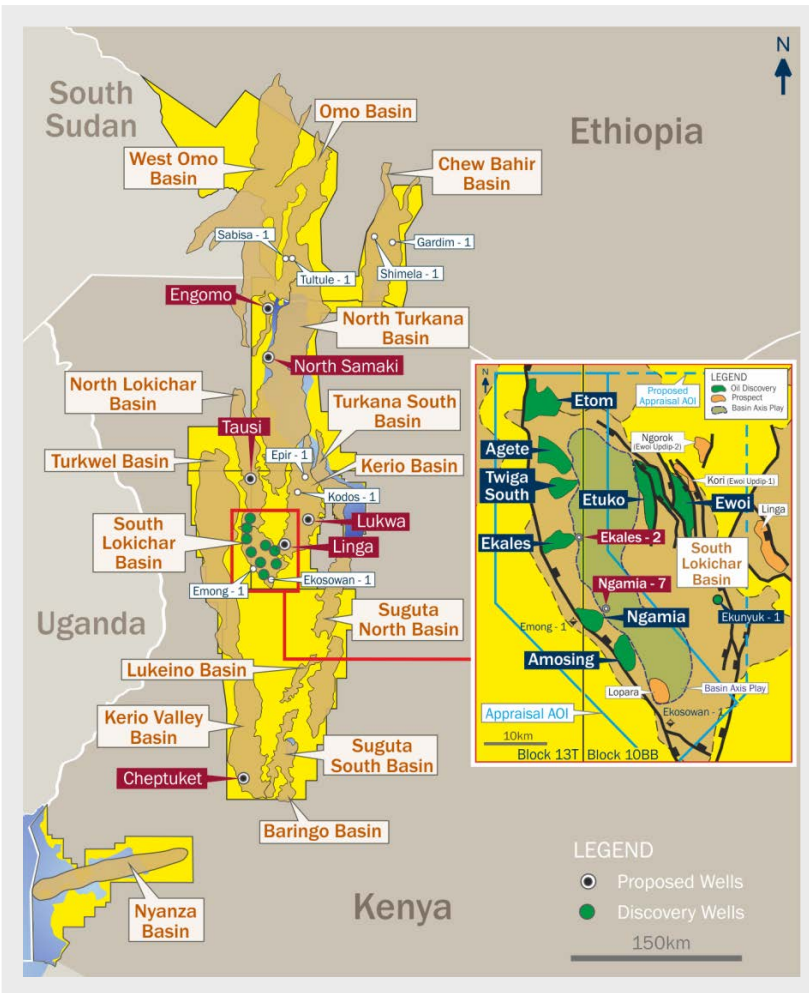 N
South
Sudan
Omo Basin
Ethiopia
West Omo
Basin
Chew Bahir
Basin
Sabisa - 1
Gardim - 1
Shimela - 1
Tultule - 1
Engomo
North Turkana
Basin
North Samaki
North Lokichar
Basin
Turkana South
Basin
Tausi
Epir - 1
Turkwel Basin
Kerio Basin
Kodos - 1
South
Lokichar
Basin
Lukwa
Linga
Emong - 1
Ekosowan - 1
Uganda
Suguta
North Basin
Lukeino Basin
Kerio Valley
Basin
Suguta
South Basin
Cheptuket
Baringo Basin
Nyanza
Basin
Kenya
N
Proposed
Appraisal AOI
LEGEND
Oil Discovery
Prospect
Basin Axis Play
Etom
Ngorok
(Ewoi Updip-2)
Agete
Kori (Ewoi Updip-1)
Twiga
South
Etuko
Ewoi
Linga
Ekales
Ekales - 2
South
Lokichar
Basin
Ngamia - 7
Emong - 1
Ngamia
Ekunyuk - 1
Amosing
Lopara
Basin Axis Play
Appraisal AOI
Ekosowan - 1
10km
Block 13T
Block 10BB
LEGEND
Proposed Wells
Discovery Wells
150km